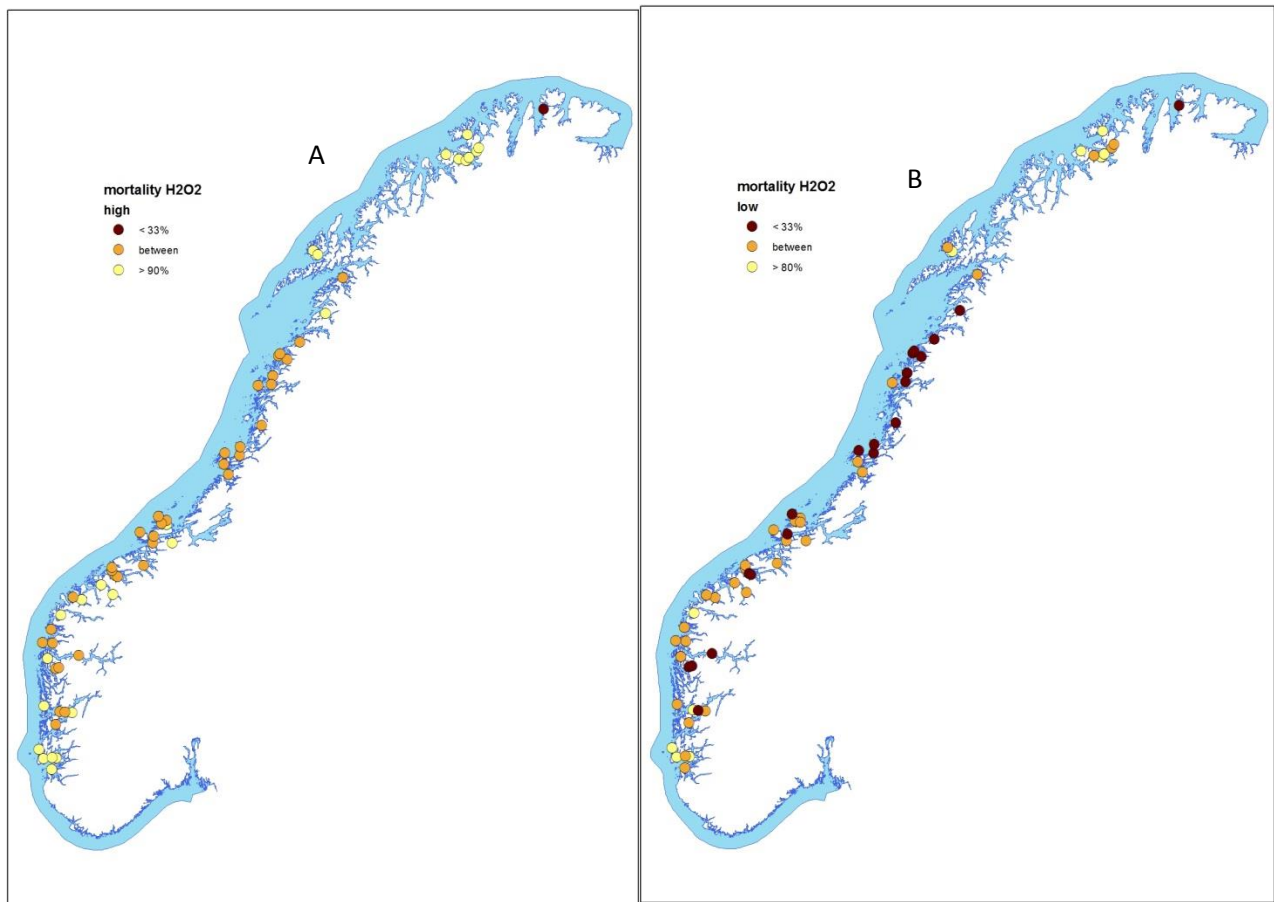 A
mortality H2O2
high
< 33%
between
> 90%
B
mortality H2O2
low
< 33%
between
> 80%